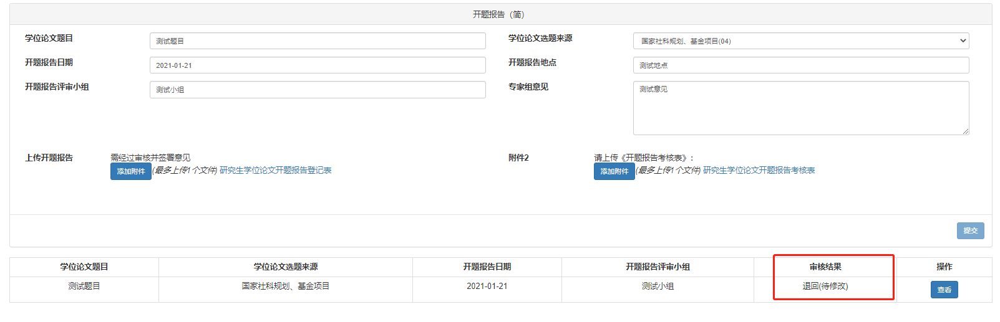 开题报告（简）
学位论文题目 测试题目 学位论文选题来源 国家社科规划、基金项目(04)
开题报告日期 2021-01-21 开题报告地点 测试地点
开题报告评审小组 测试小组 专家组意见 测试意见
上传开题报告 需经过审核并签署意见 附件2 请上传《开题报告考核表》：
添加附件 (最多上传1个文件) 研究生学位论文开题报告登记表 添加附件 (最多上传1个文件) 研究生学位论文开题报告考核表
提交
学位论文题目 学位论文选题来源 开题报告日期 开题报告评审小组 审核结果 操作
测试题目 国家社科规划、基金项目 2021-01-21 测试小组 退回(待修改) 查看